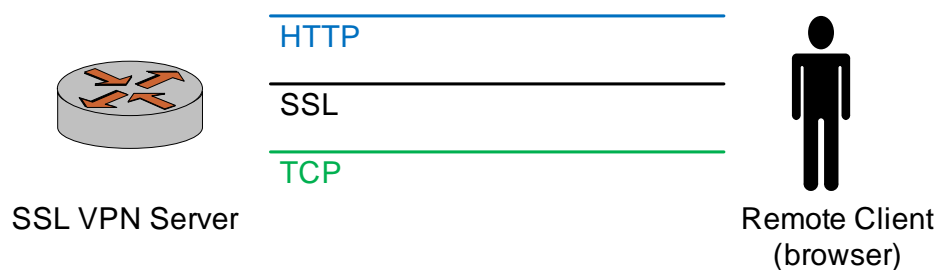 HTTP
SSL
TCP
SSL VPN Server
Remote Client
(browser)